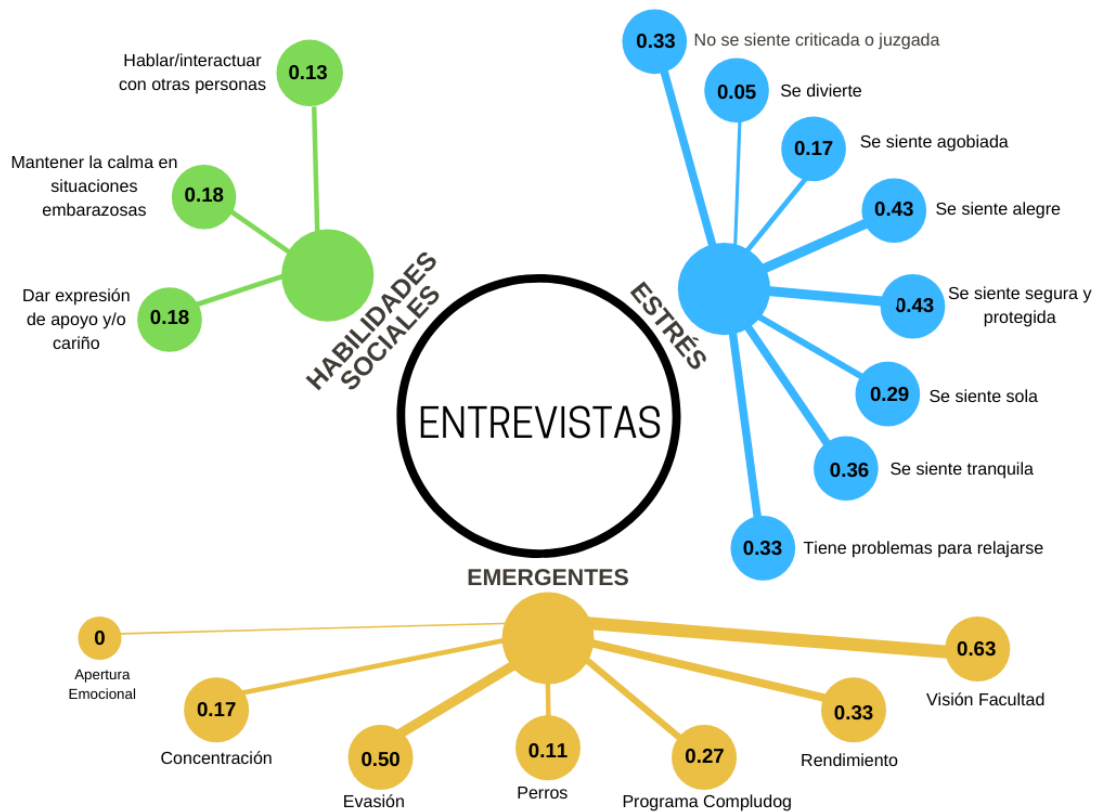 0.13
Hablar/interactuar
con otras personas
0.18
Mantener la calma en
situaciones
embarazosas
0.18
Dar expresión
de apoyo y/o
cariño
HABILIDADES
SOCIALES
0.33
No se siente criticada o juzgada
0.05
Se divierte
0.17
Se siente agobiada
0.43
Se siente alegre
0.43
Se siente segura y
protegida
0.29
Se siente sola
0.36
Se siente tranquila
0.33
Tiene problemas para relajarse
ESTRÉS
ENTREVISTAS
EMERGENTES
0
Apertura
Emocional
0.17
Concentración
0.50
Evasión
0.11
Perros
0.27
Programa Compludog
0.33
Rendimiento
0.63
Visión Facultad